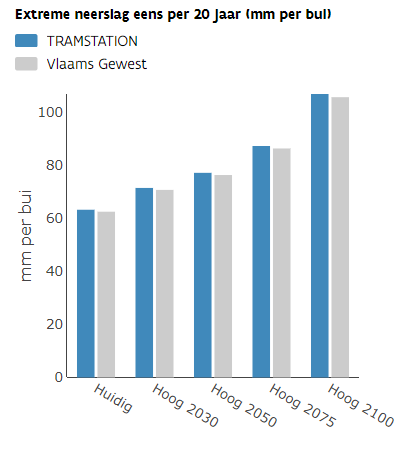 Extreme neerslag eens per 20 jaar (mm per bui)
TRAMSTATION
Vlaams Gewest
mm per bui
100
80
60
40
20
0
Huidig
Hoog 2030
Hoog 2050
Hoog 2075
Hoog 2100